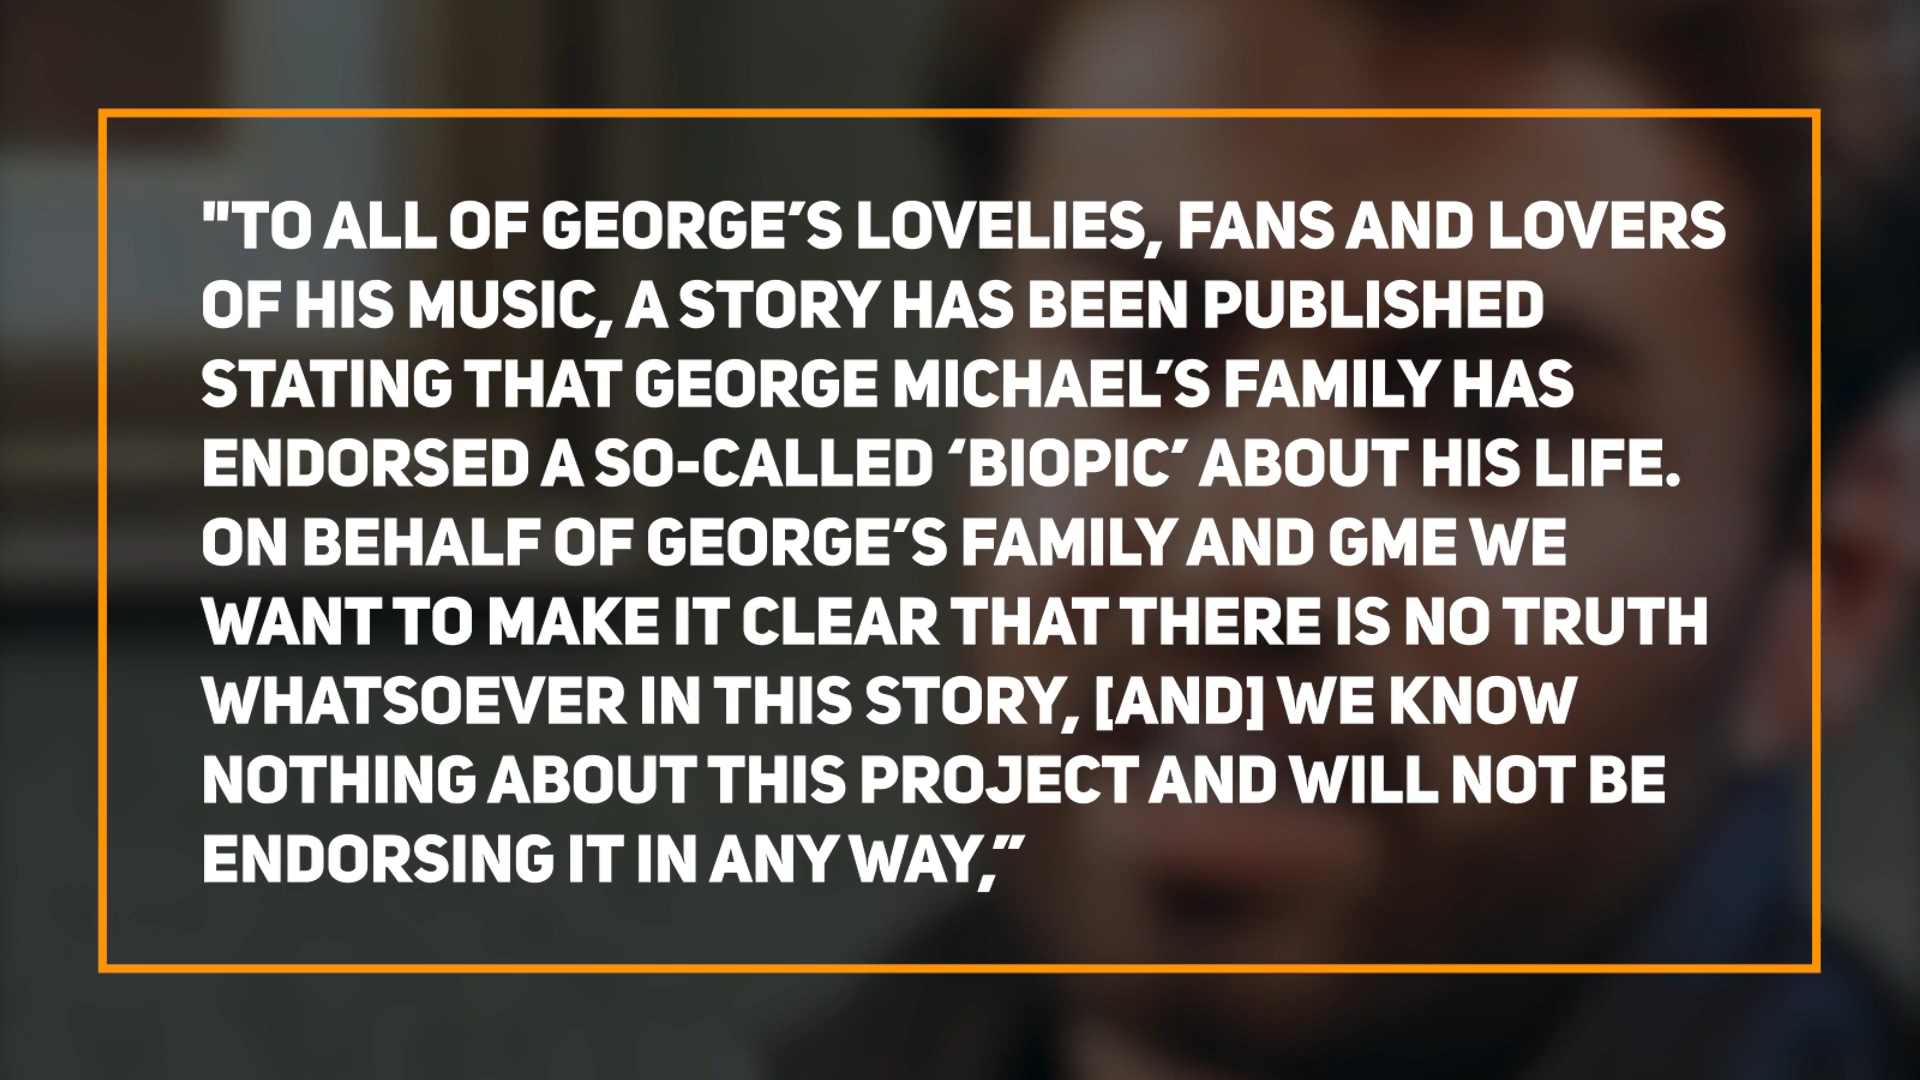 "TO ALL OF GEORGE’S LOVELIES, FANS AND LOVERS
OF HIS MUSIC, A STORY HAS BEEN PUBLISHED
STATING THAT GEORGE MICHAEL’S FAMILY HAS
ENDORSED A SO-CALLED ‘BIOPIC’ ABOUT HIS LIFE.
ON BEHALF OF GEORGE’S FAMILY AND GME WE
WANT TO MAKE IT CLEAR THAT THERE IS NO TRUTH
WHATSOEVER IN THIS STORY, [AND] WE KNOW
NOTHING ABOUT THIS PROJECT AND WILL NOT BE
ENDORSING IT IN ANY WAY,”